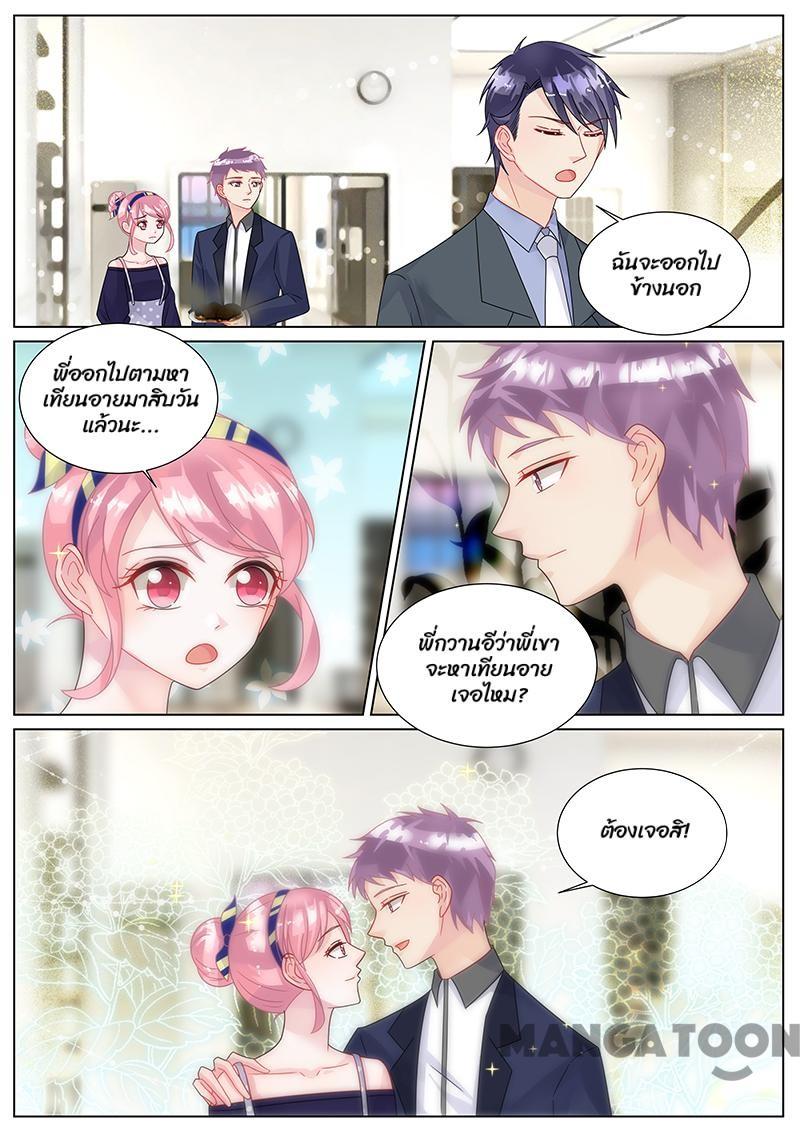 ฉันจะออกไป
ข้างนอก
พี่ออกไปตามหา
เทียนอายมาสิบวัน
แล้วนะ...
พี่กวานอีว่าพี่เขา
จะหาเทียนอาย
เจอไหม?
ต้องเจอสิ!
MANGATOON